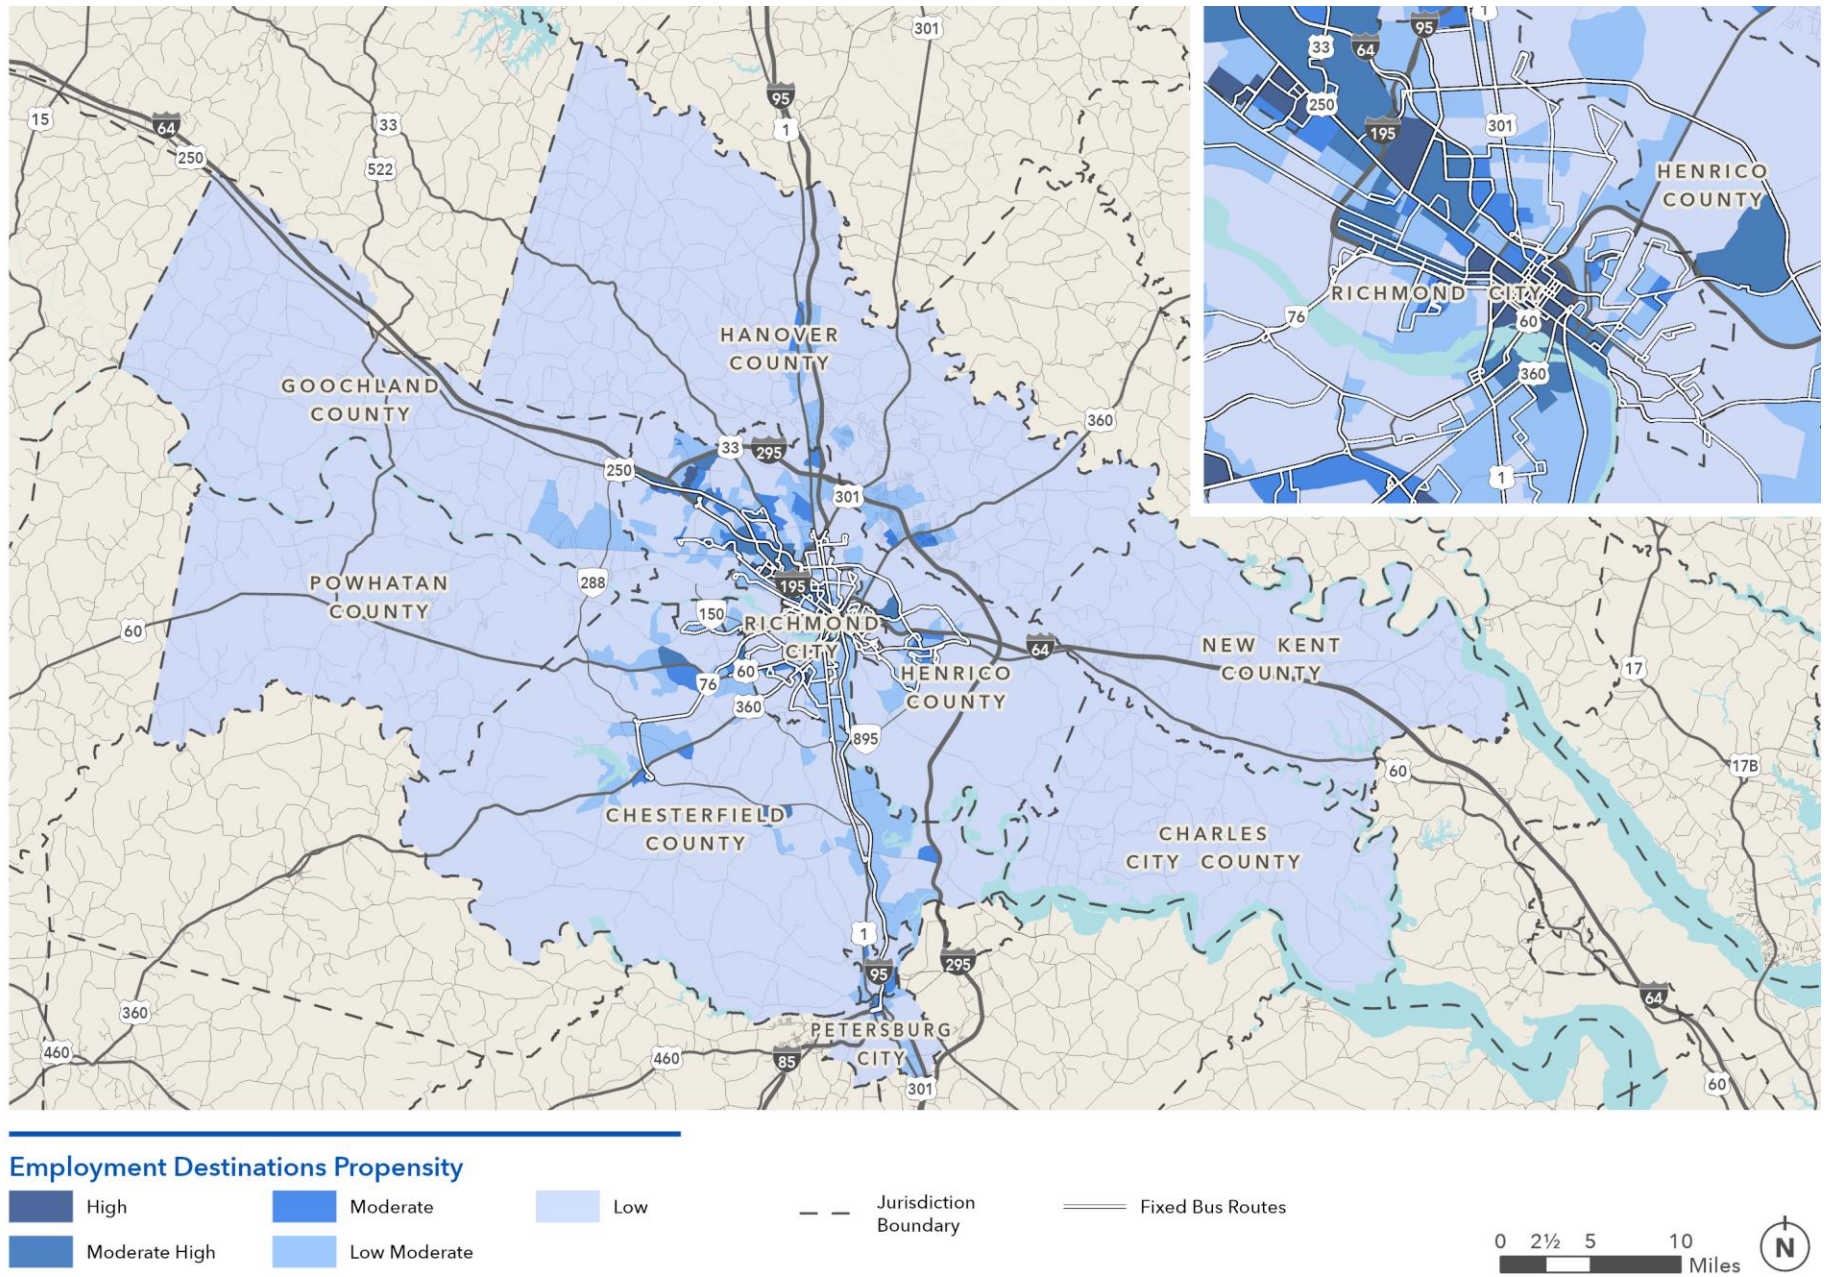 301
95
1
15
64
33
250
522
HANOVER
COUNTY
GOOCHLAND
COUNTY
360
33
295
250
301
POWHATAN
COUNTY
288
195
150
60
RICHMOND
CITY
64
NEW KENT
COUNTY
17
HENRICO
COUNTY
60
76
360
895
60
17B
CHESTERFIELD
COUNTY
CHARLES
CITY COUNTY
1
95
295
64
360
PETERSBURG
CITY
460
460
85
301
60
1
95
33
64
250
195
301
HENRICO
COUNTY
RICHMOND CITY
76
60
360
1
Employment Destinations Propensity
High
Moderate
Low
Jurisdiction
Boundary
Fixed Bus Routes
Moderate High
Low Moderate
0 2½ 5 10
Miles
N